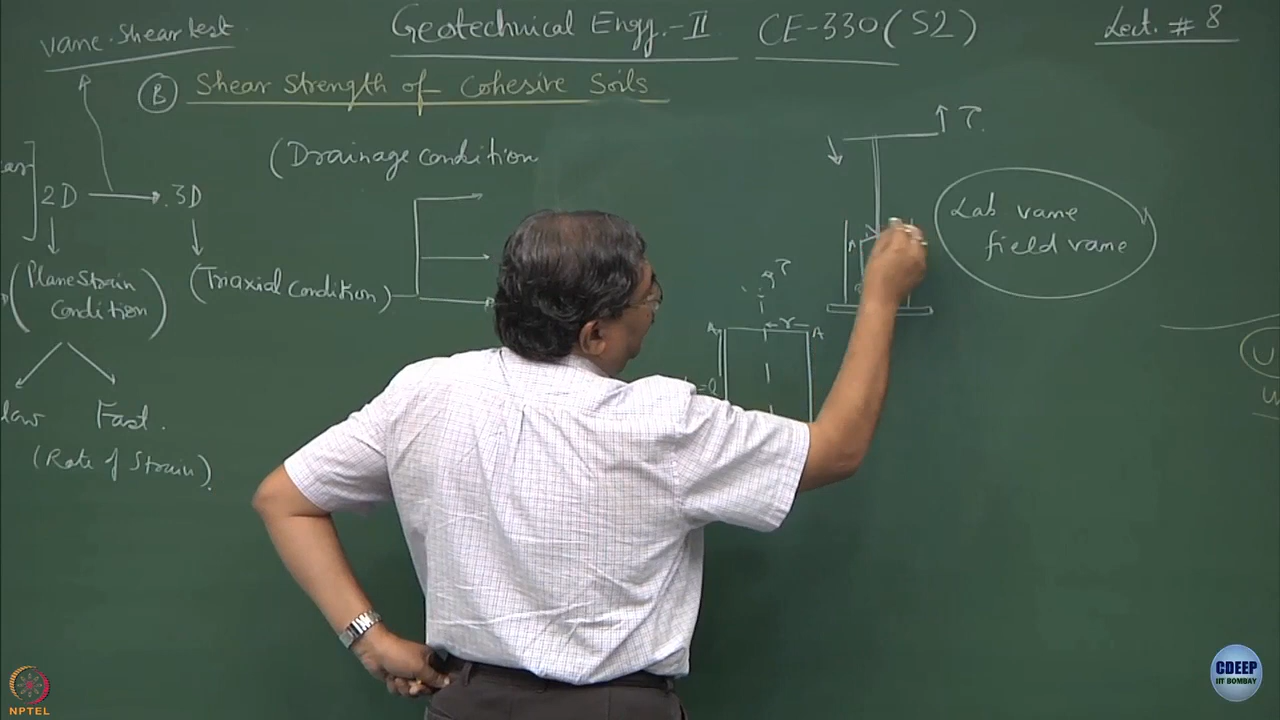 Vane Shear test
Geotechnical Engg.-II CE-330(S2)
Lect. # 8
B Shear Strength of Cohesive Soils
(Drainage condition
2D 3D
τ
Lab vane
field vane
(Plane Strain
Condition)
(Triaxial Condition)
τ
A r A
Fast.
(Rate of Strain).
U
NPTEL
CDEEP
IIT BOMBAY